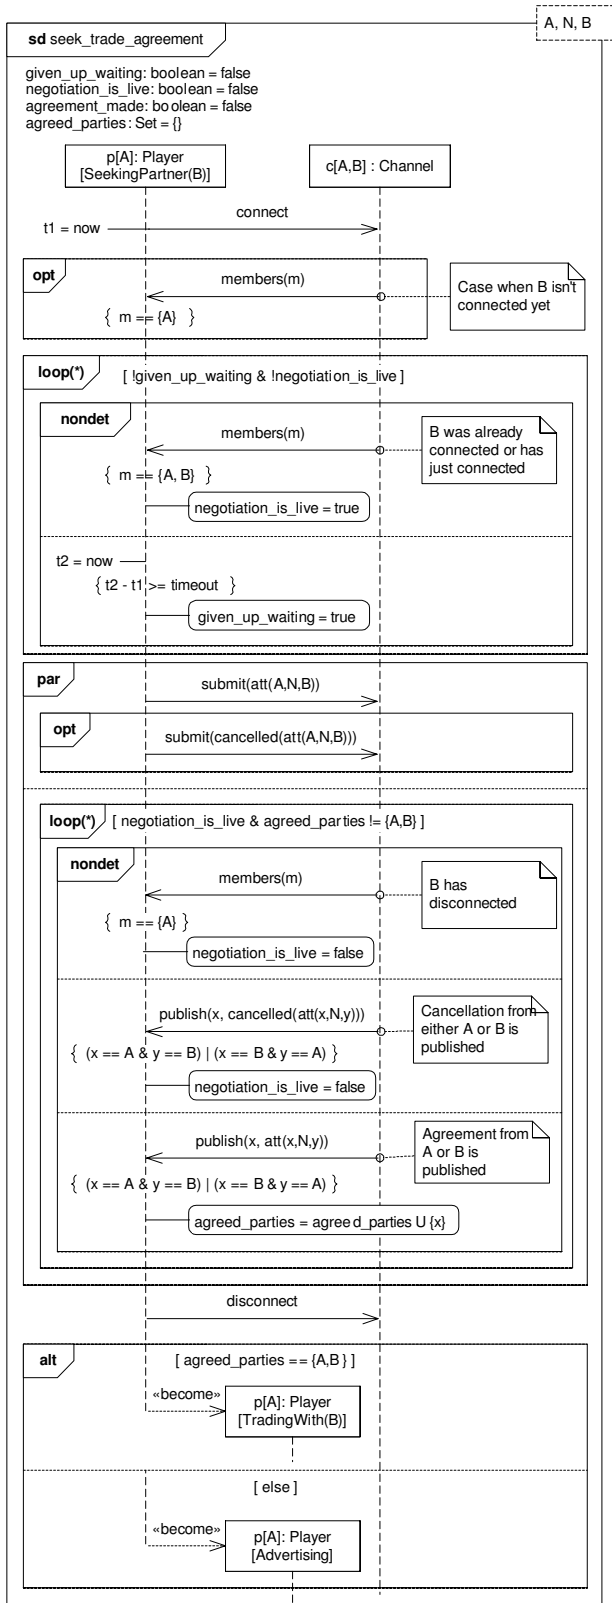 A, N, B
sd seek_trade_agreement
given_up_waiting: boolean = false
negotiation_is_live: boolean = false
agreement_made: boolean = false
agreed_parties: Set = {}
p[A]: Player
[SeekingPartner(B)]
c[A,B] : Channel
connect
t1 = now
opt
members(m)
{ m == {A} }
Case when B isn't
connected yet
loop(*)
[ !given_up_waiting & !negotiation_is_live ]
nondet
members(m)
{ m == {A, B} }
B was already
connected or has
just connected
negotiation_is_live = true
t2 = now
{ t2 - t1 >= timeout }
given_up_waiting = true
par
submit(att(A,N,B))
opt
submit(cancelled(att(A,N,B)))
loop(*)
[ negotiation_is_live & agreed_parties != {A,B} ]
nondet
members(m)
{ m == {A} }
B has
disconnected
negotiation_is_live = false
publish(x, cancelled(att(x,N,y)))
{ (x == A & y == B) | (x == B & y == A) }
Cancellation from
either A or B is
published
negotiation_is_live = false
publish(x, att(x,N,y))
{ (x == A & y == B) | (x == B & y == A) }
Agreement from
A or B is
published
agreed_parties = agreed_parties U {x}
disconnect
alt
[ agreed_parties == {A,B} ]
«become»
p[A]: Player
[TradingWith(B)]
[ else ]
«become»
p[A]: Player
[Advertising]